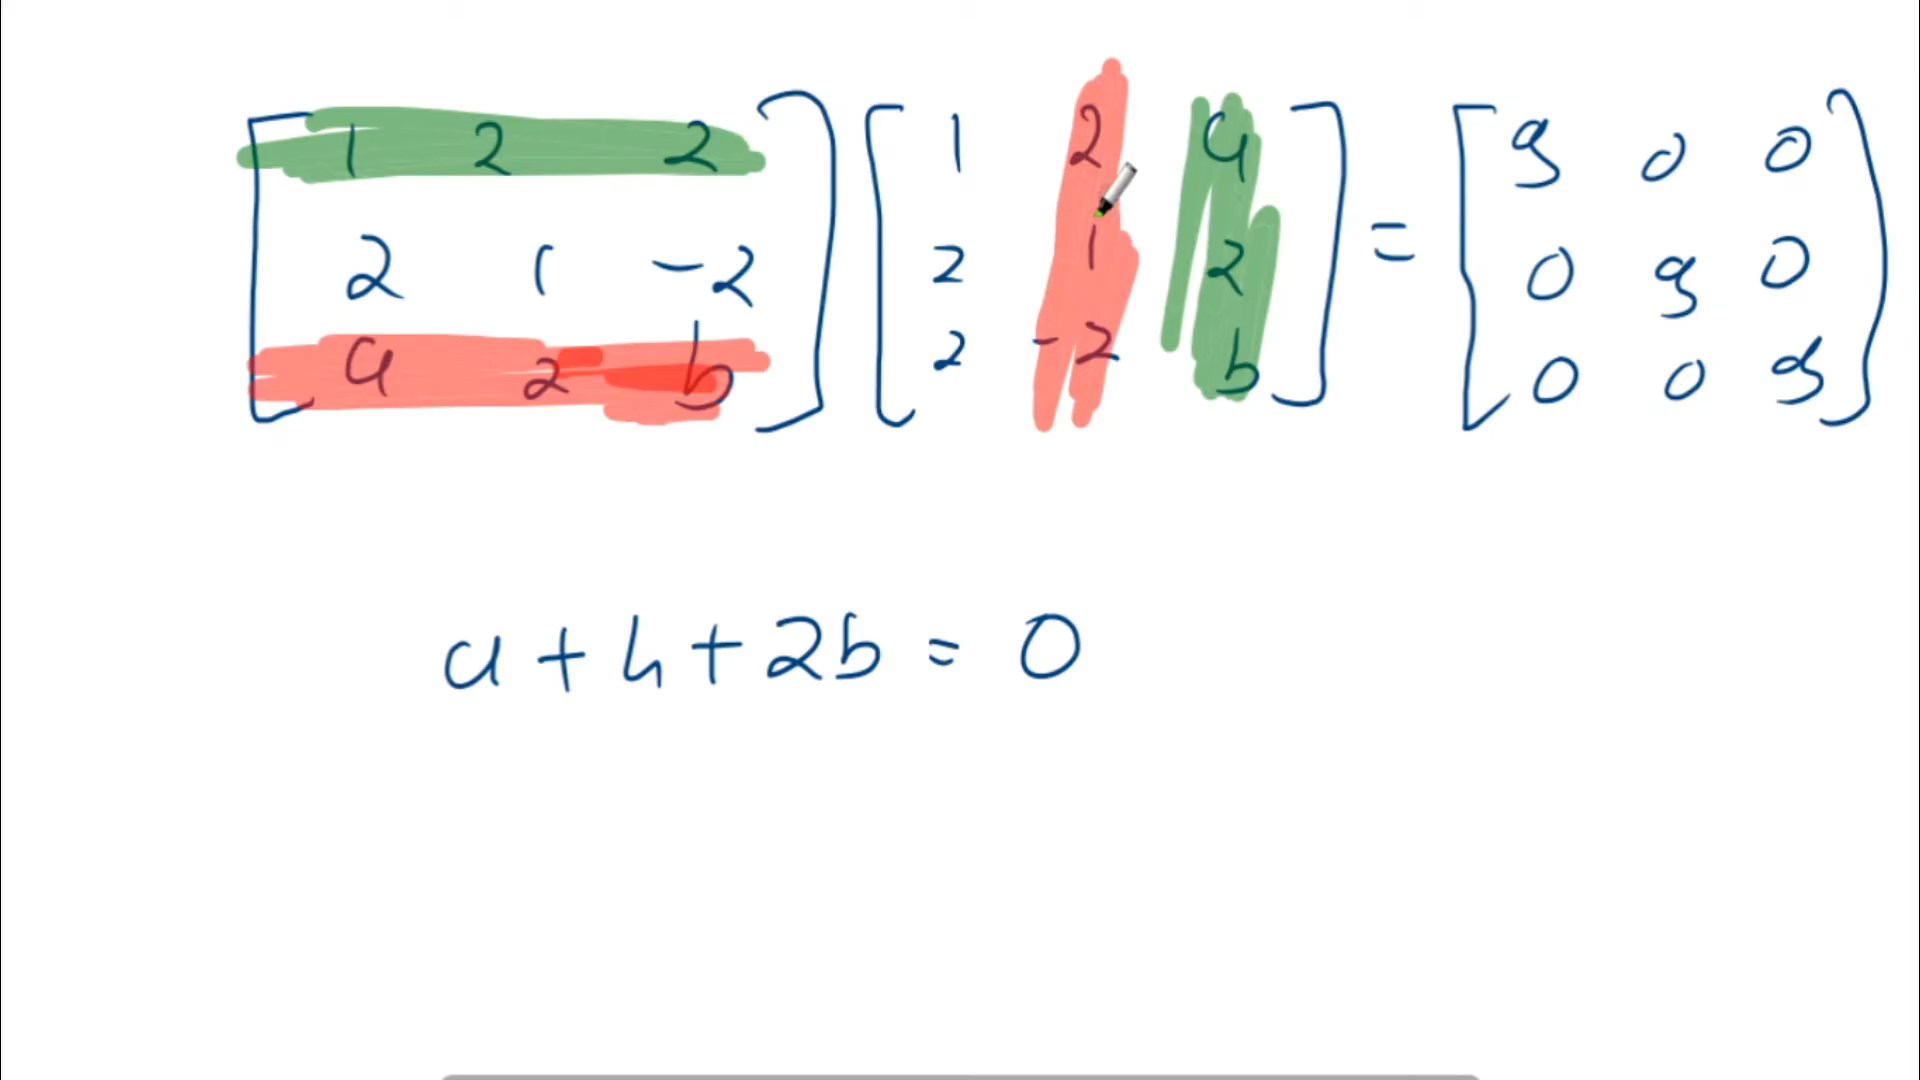 [ 1 2 2 ] [ 1 2 a ] = [ 9 0 0 ]
[ 2 1 -2 ] [ 2 1 2 ] [ 0 9 0 ]
[ a 2 b ] [ 2 -2 b ] [ 0 0 9 ]
a + 4 + 2b = 0